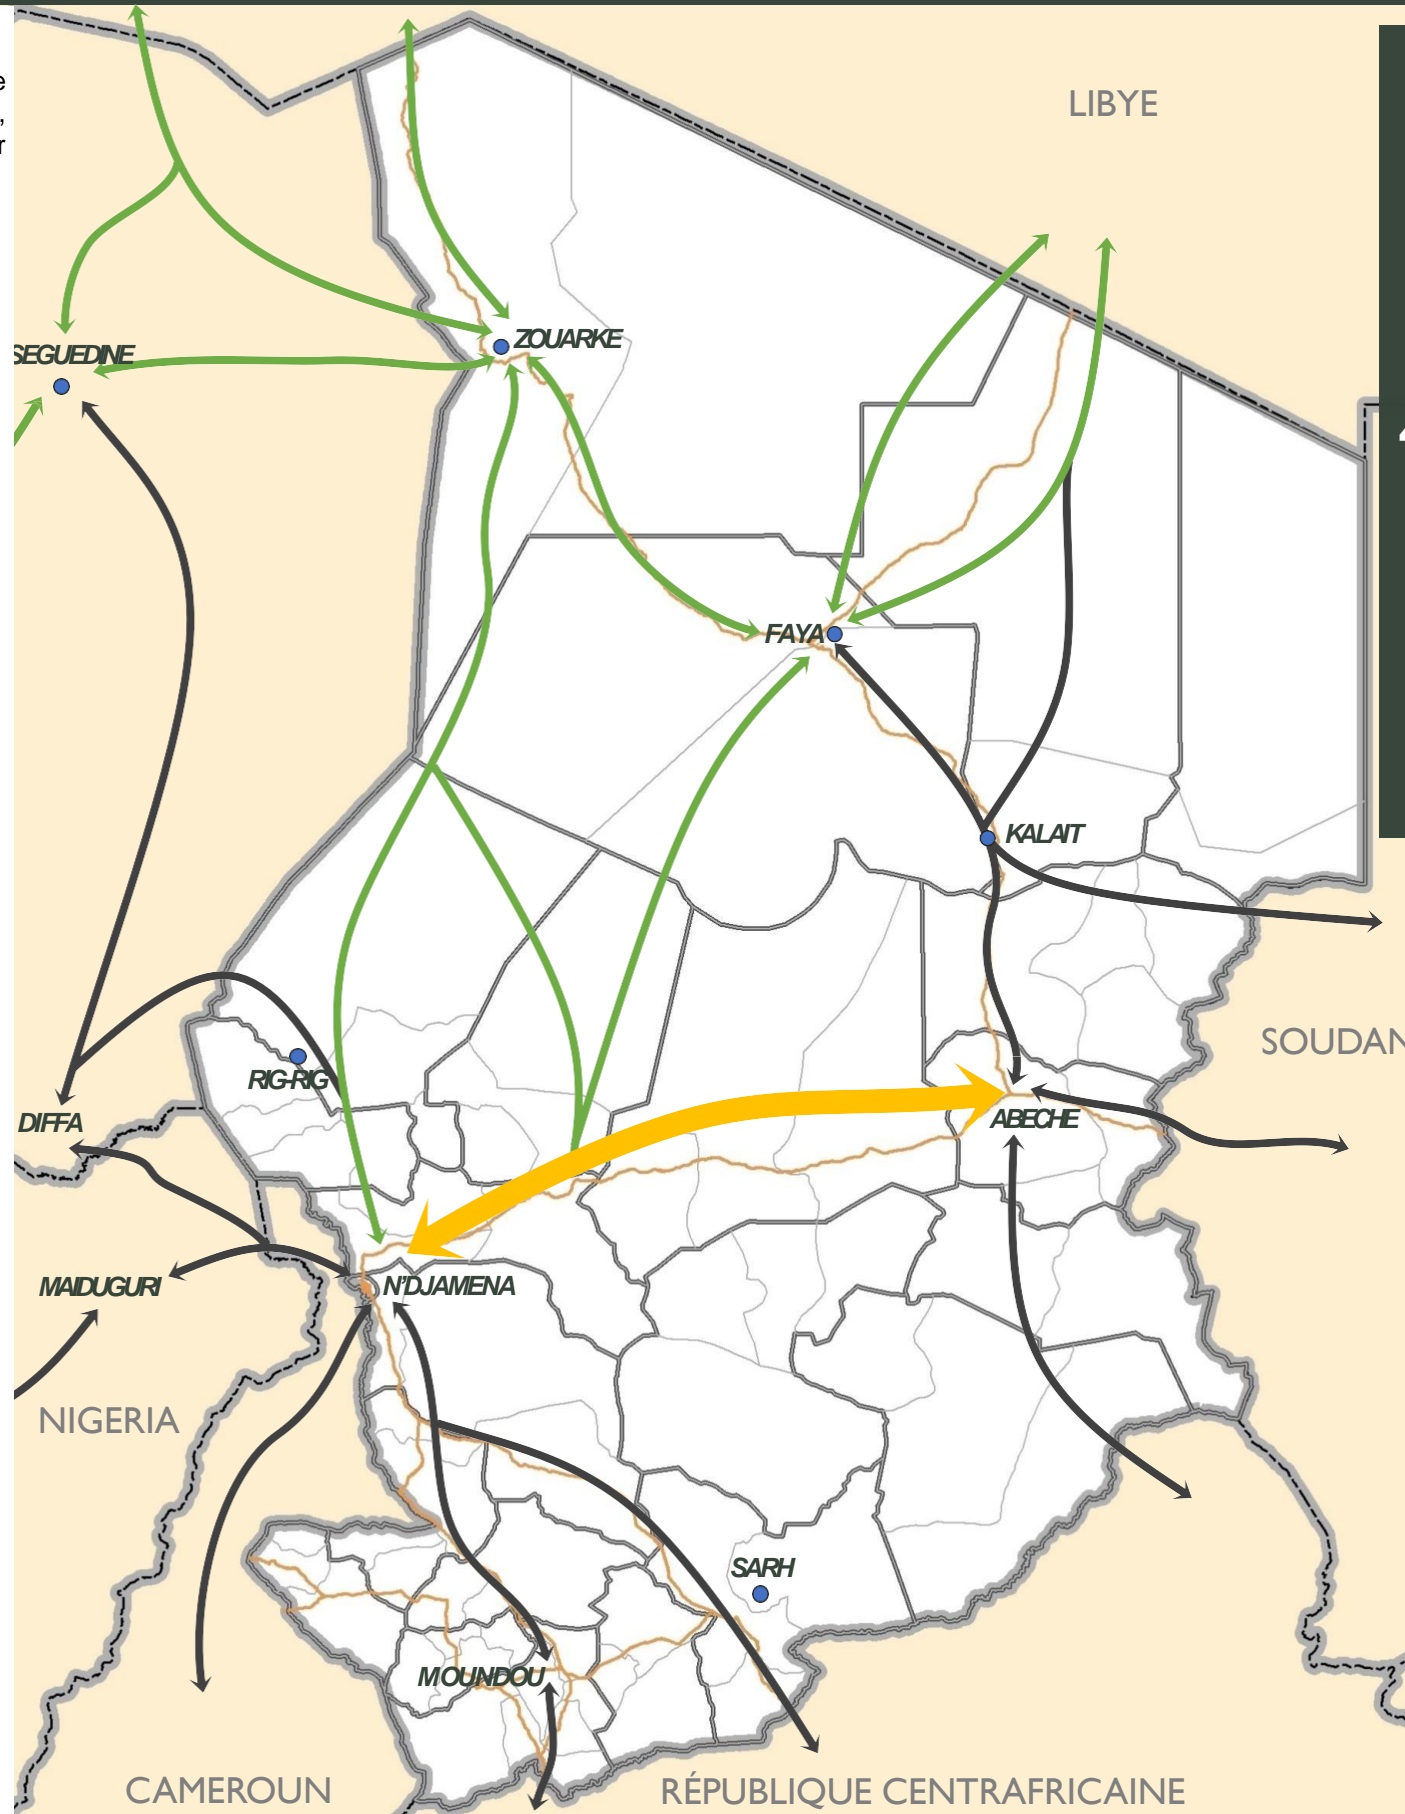 e
,
r
LIBYE
ZOUARKE
SEGUEDINE
FAYA
KALAIT
SOUDAN
RIG-RIG
DIFFA
ABECHE
MAIDUGURI
N'DJAMENA
NIGERIA
SARH
MOUNDOU
CAMEROUN
RÉPUBLIQUE CENTRAFRICAINE